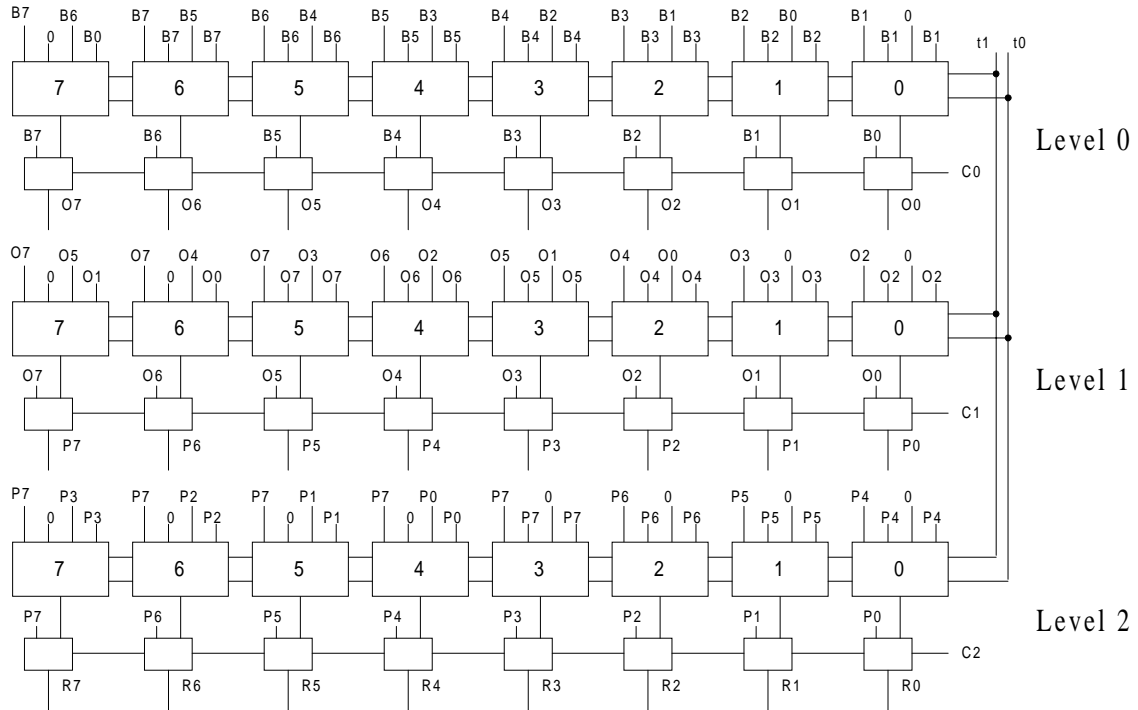 B7 B6 B7 B5 B6 B4 B5 B3 B4 B2 B3 B1 B2 B0 B1 0
0 B0 B7 B7 B6 B6 B5 B5 B4 B4 B3 B3 B2 B2 B1 B1 t1 t0
7 6 5 4 3 2 1 0
B7 B6 B5 B4 B3 B2 B1 B0 Level 0
C0
O7 O6 O5 O4 O3 O2 O1 O0
O7 O5 O7 O4 O7 O3 O6 O2 O5 O1 O4 O0 O3 0 O2 0
0 O1 0 O0 O7 O7 O6 O6 O5 O5 O4 O4 O3 O3 O2 O2
7 6 5 4 3 2 1 0
O7 O6 O5 O4 O3 O2 O1 O0 Level 1
C1
P7 P6 P5 P4 P3 P2 P1 P0
P7 P3 P7 P2 P7 P1 P7 P0 P7 0 P6 0 P5 0 P4 0
0 P3 0 P2 0 P1 0 P0 P7 P7 P6 P6 P5 P5 P4 P4
7 6 5 4 3 2 1 0
P7 P6 P5 P4 P3 P2 P1 P0 Level 2
C2
R7 R6 R5 R4 R3 R2 R1 R0